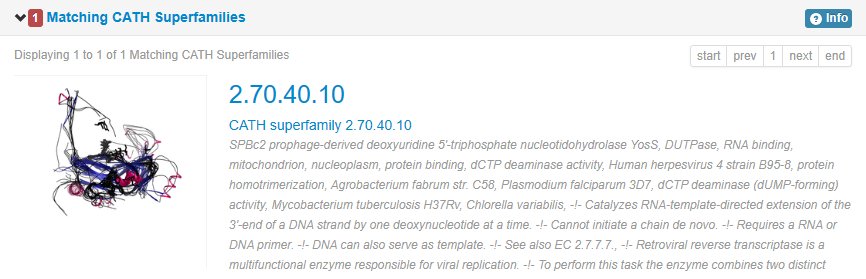 1 Matching CATH Superfamilies
Info
Displaying 1 to 1 of 1 Matching CATH Superfamilies
start prev 1 next end
2.70.40.10
CATH superfamily 2.70.40.10
SPBc2 prophage-derived deoxyuridine 5'-triphosphate nucleotidohydrolase YosS, DUTPase, RNA binding,
mitochondrion, nucleoplasm, protein binding, dCTP deaminase activity, Human herpesvirus 4 strain B95-8, protein
homotrimerization, Agrobacterium fabrum str. C58, Plasmodium falciparum 3D7, dCTP deaminase (dUMP-forming)
activity, Mycobacterium tuberculosis H37Rv, Chlorella variabilis, -!- Catalyzes RNA-template-directed extension of the
3'-end of a DNA strand by one deoxynucleotide at a time. -!- Cannot initiate a chain de novo. -!- Requires a RNA or
DNA primer. -!- DNA can also serve as template. -!- See also EC 2.7.7.7., -!- Retroviral reverse transcriptase is a
multifunctional enzyme responsible for viral replication. -!- To perform this task the enzyme combines two distinct